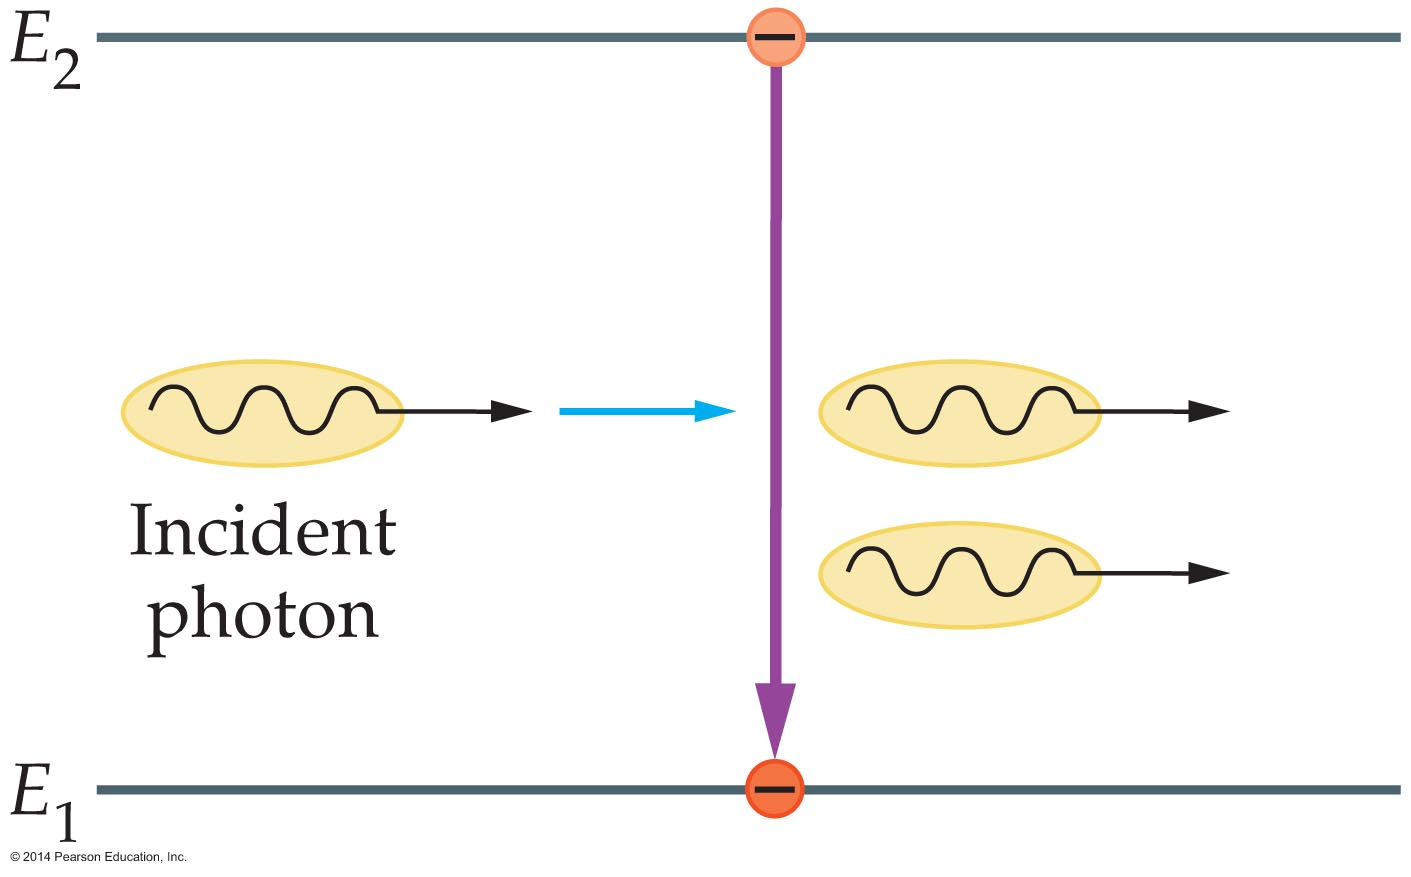 E₂
Incident
photon
E₁
© 2014 Pearson Education, Inc.